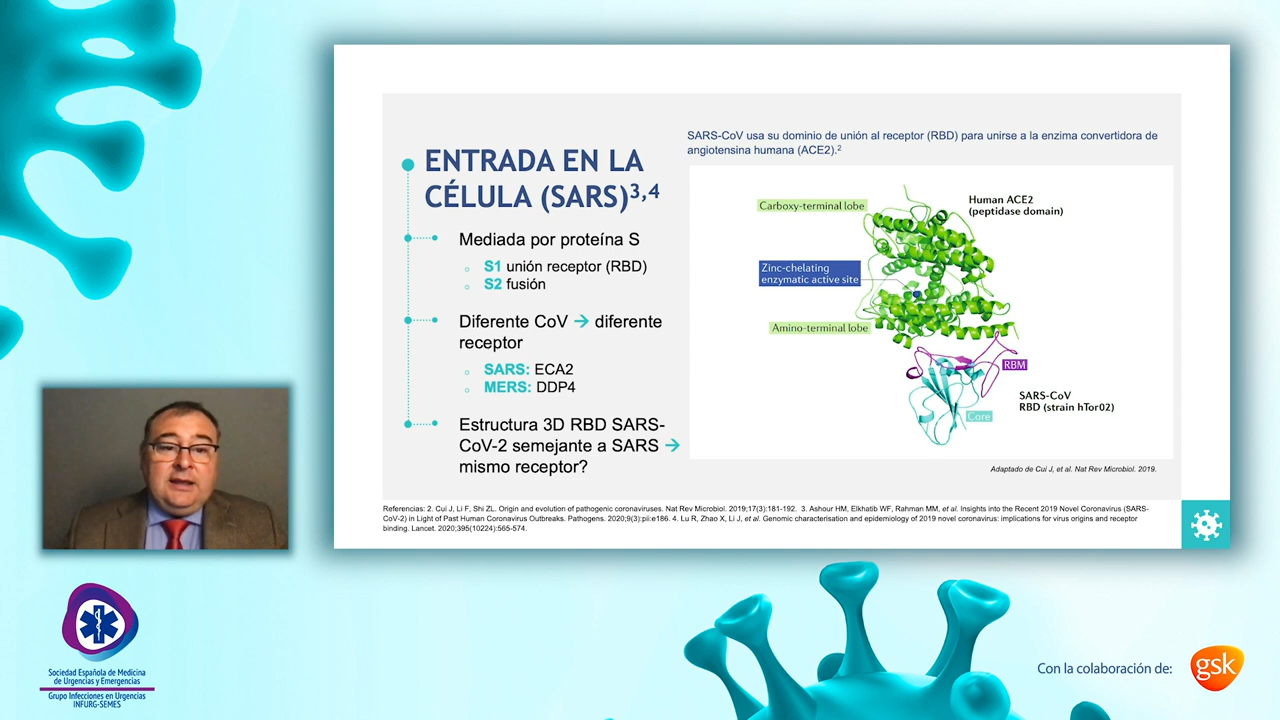 ENTRADA EN LA
CÉLULA (SARS)3,4
Mediada por proteína S
S1 unión receptor (RBD)
S2 fusión
Diferente CoV → diferente
receptor
SARS: ECA2
MERS: DDP4
Estructura 3D RBD SARS-
CoV-2 semejante a SARS →
mismo receptor?
SARS-CoV usa su dominio de unión al receptor (RBD) para unirse a la enzima convertidora de
angiotensina humana (ACE2).2
Carboxy-terminal lobe
Human ACE2
(peptidase domain)
Zinc-chelating
enzymatic active site
Amino-terminal lobe
RBM
SARS-CoV
RBD (strain hTor02)
Core
Adaptado de Cui J, et al. Nat Rev Microbiol. 2019.
Referencias: 2. Cui J, Li F, Shi ZL. Origin and evolution of pathogenic coronaviruses. Nat Rev Microbiol. 2019;17(3):181-192. 3. Ashour HM, Elkhatib WF, Rahman MM, et al. Insights into the Recent 2019 Novel Coronavirus (SARS-
CoV-2) in Light of Past Human Coronavirus Outbreaks. Pathogens. 2020;9(3):pii:e186. 4. Lu R, Zhao X, Li J, et al. Genomic characterisation and epidemiology of 2019 novel coronavirus: implications for virus origins and receptor
binding. Lancet. 2020;395(10224):565-574.
Sociedad Española de Medicina
de Urgencias y Emergencias
Grupo Infecciones en Urgencias
INFURG-SEMES
Con la colaboración de:
gsk